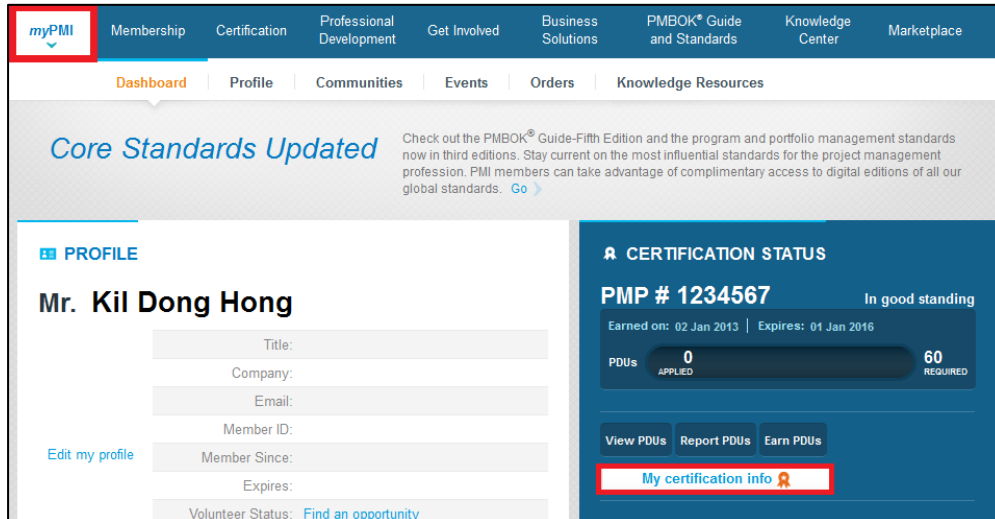 myPMI
Membership
Certification
Professional
Development
Get Involved
Business
Solutions
PMBOK® Guide
and Standards
Knowledge
Center
Marketplace
Dashboard
Profile
Communities
Events
Orders
Knowledge Resources
Core Standards Updated
Check out the PMBOK® Guide-Fifth Edition and the program and portfolio management standards
now in third editions. Stay current on the most influential standards for the project management
profession. PMI members can take advantage of complimentary access to digital editions of all our
global standards. Go
PROFILE
Mr. Kil Dong Hong
Title:
Company:
Email:
Member ID:
Edit my profile
Member Since:
Expires:
Volunteer Status: Find an opportunity
CERTIFICATION STATUS
PMP # 1234567
In good standing
Earned on: 02 Jan 2013 | Expires: 01 Jan 2016
PDUs
0
APPLIED
60
REQUIRED
View PDUs
Report PDUs
Earn PDUs
My certification info